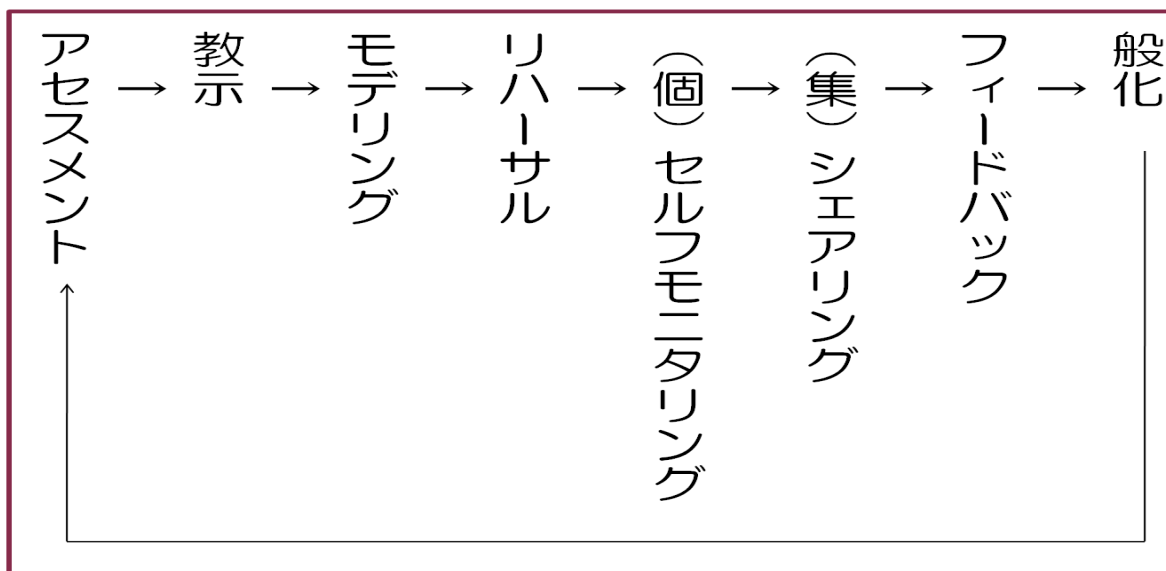 アセスメント
教示
モデリング
リハーサル
（個）セルフモニタリング
（集）シェアリング
フィードバック
般化